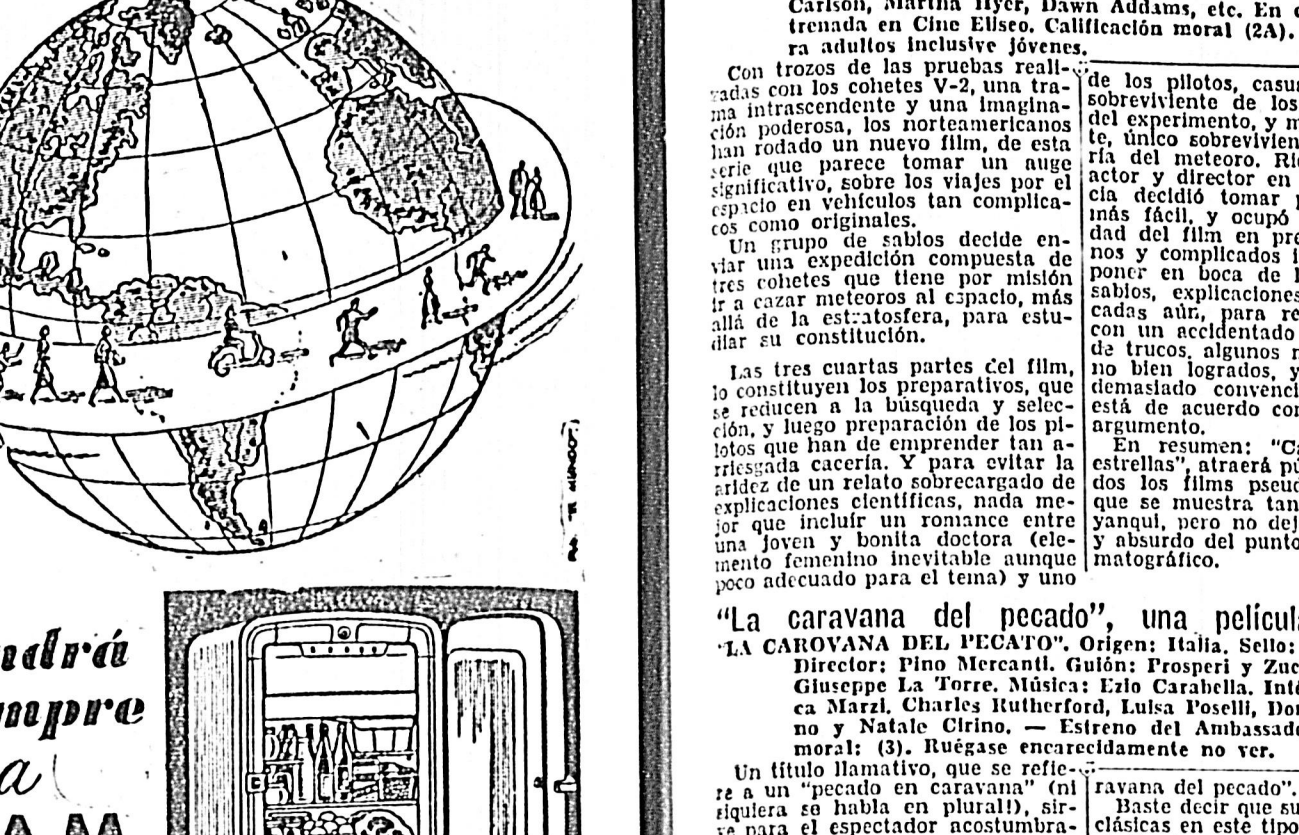 ndrá
mpre
a
AM
Carlson, Martha Hyer, Dawn Addams, etc. En
trenada en Cine Eliseo. Calificación moral (2A).
ra adultos inclusive jóvenes.
Con trozos de las pruebas reali-
zadas con los cohetes V-2, una tra-
ma intrascendente y una imagina-
ción poderosa, los norteamericanos
han rodado un nuevo film, de esta
serie que parece tomar un auge
significativo, sobre los viajes por el
espacio en vehículos tan complica-
cos como originales.
Un grupo de sabios decide en-
viar una expedición compuesta de
tres cohetes que tiene por misión
ir a cazar meteoros al espacio, más
allá de la estratosfera, para estu-
diar su constitución.
Las tres cuartas partes del film,
lo constituyen los preparativos, que
se reducen a la búsqueda y selec-
ción, y luego preparación de los pi-
lotos que han de emprender tan a-
rriesgada cacería. Y para evitar la
aridez de un relato sobrecargado de
explicaciones científicas, nada me-
jor que incluír un romance entre
una joven y bonita doctora (ele-
mento femenino inevitable aunque
poco adecuado para el tema) y uno
de los pilotos, casu
sobreviviente de los
del experimento, y m
te, único sobrevivien
ría del meteoro. Ri
actor y director en
cia decidió tomar p
más fácil, y ocupó
dad del film en pre
nos y complicados i
poner en boca de l
sabios, explicaciones
cadas aún, para re
con un accidentado
de trucos, algunos n
no bien logrados, y
demasiado convenci
está de acuerdo con
argumento.
En resumen: "Ca
estrellas", atraerá pú
dos los films pseud
que se muestra tan
yanqui, pero no dej
y absurdo del punto
matográfico.
"La caravana del pecado", una películ
"LA CAROVANA DEL PECATO". Origen: Italia. Sello:
Director: Pino Mercanti. Guión: Prosperi y Zuc
Giuseppe La Torre. Música: Ezio Carabella. Inté
ca Marzi, Charles Rutherford, Luisa Poselli, Dor
no y Natale Cirino. — Estreno del Ambassado
moral: (3). Ruégase encarecidamente no ver.
Un título llamativo, que se refie-
re a un "pecado en caravana" (ni
siquiera se habla en plural!), sir-
ve para el espectador acostumbra-
ravana del pecado".
Baste decir que su
clásicas en este tipo